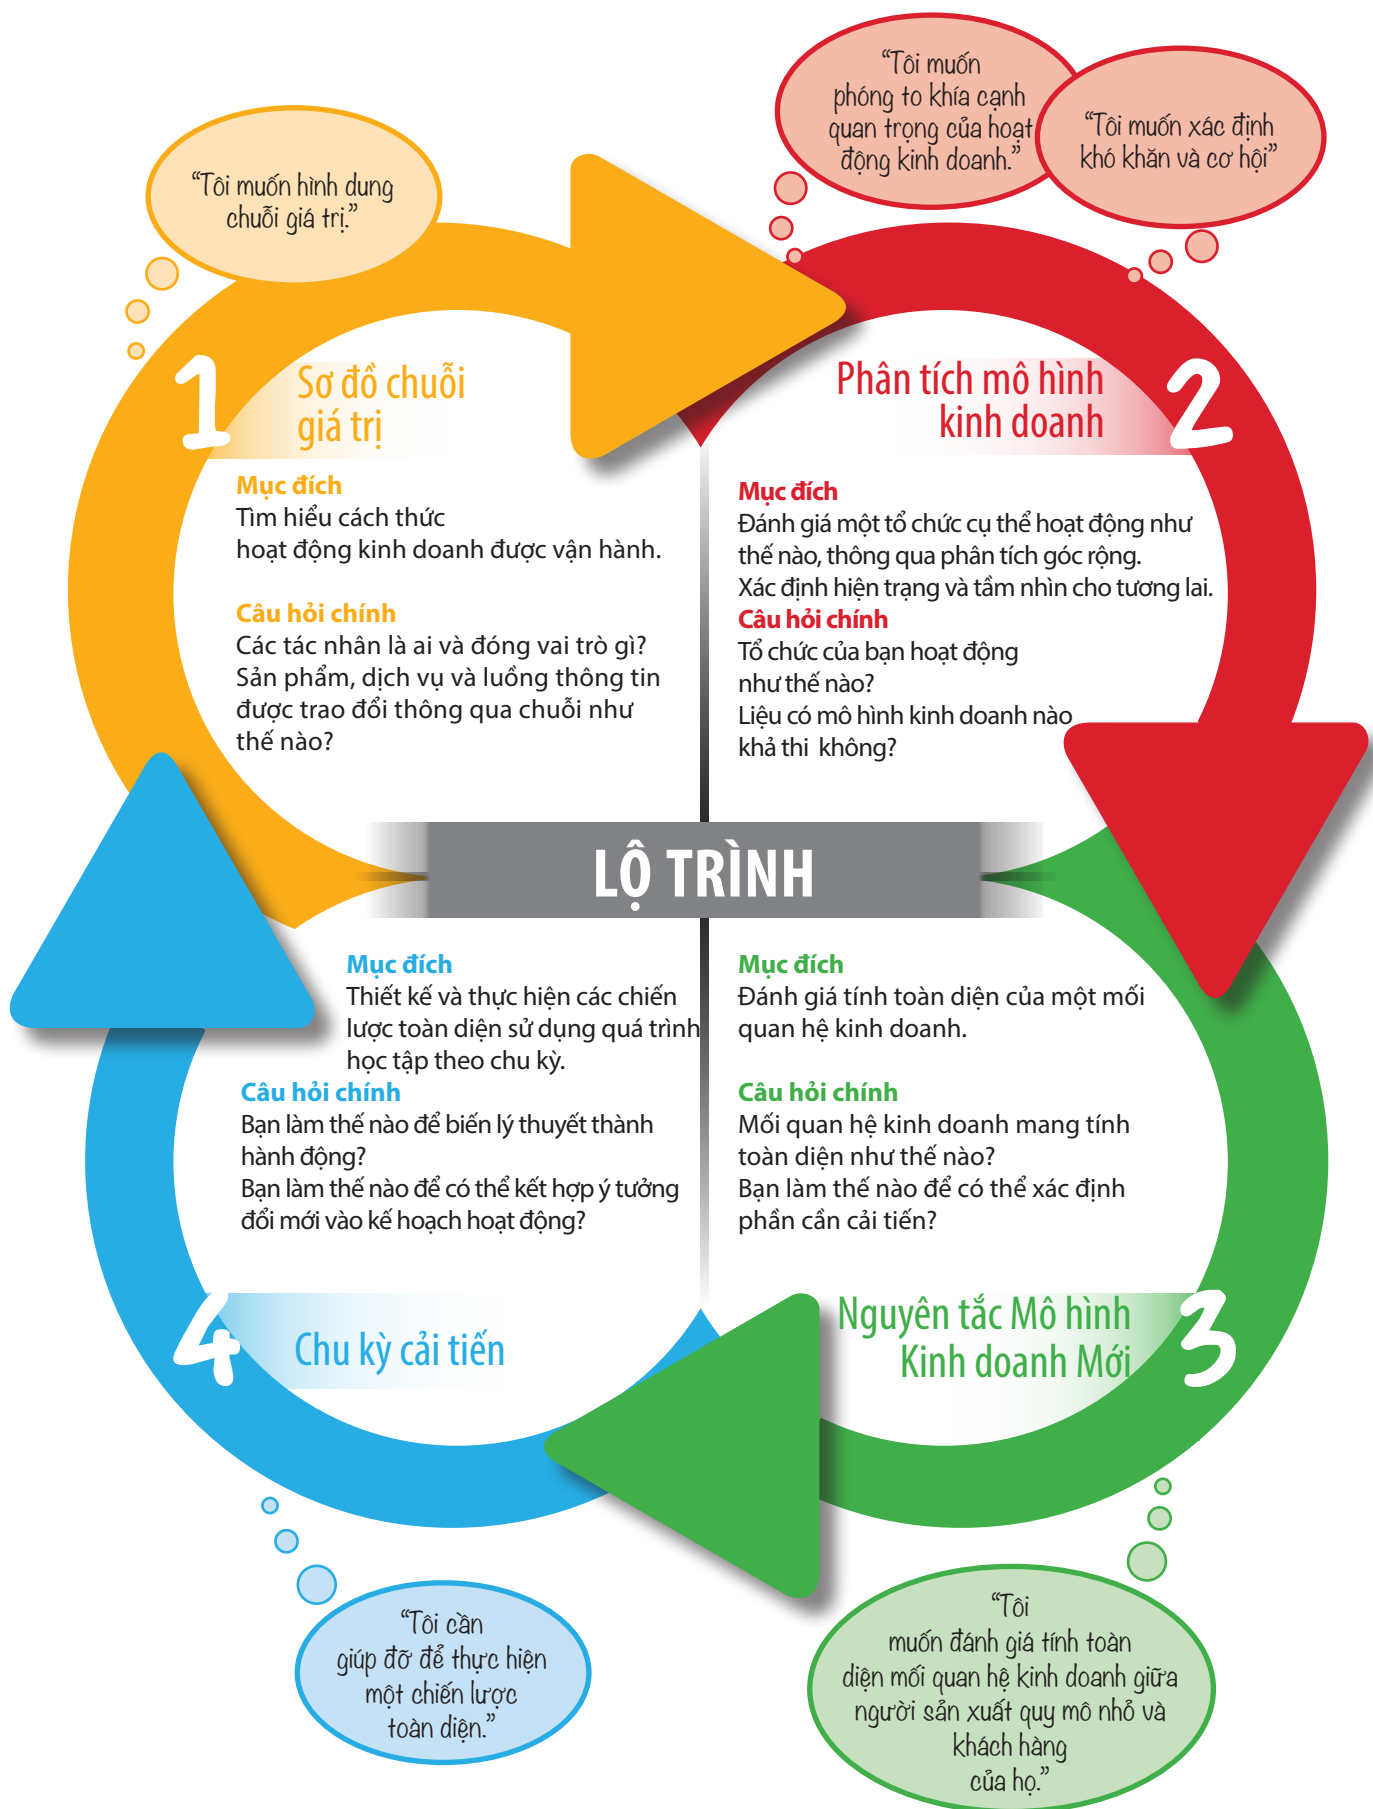 “Tôi muốn hình dung
chuỗi giá trị.”
“Tôi muốn
phóng to khía cạnh
quan trọng của hoạt
động kinh doanh.”
“Tôi muốn xác định
khó khăn và cơ hội”
1
Sơ đồ chuỗi
giá trị
Mục đích
Tìm hiểu cách thức
hoạt động kinh doanh được vận hành.
Câu hỏi chính
Các tác nhân là ai và đóng vai trò gì?
Sản phẩm, dịch vụ và luồng thông tin
được trao đổi thông qua chuỗi như
thế nào?
Phân tích mô hình
kinh doanh
2
Mục đích
Đánh giá một tổ chức cụ thể hoạt động như
thế nào, thông qua phân tích góc rộng.
Xác định hiện trạng và tầm nhìn cho tương lai.
Câu hỏi chính
Tổ chức của bạn hoạt động
như thế nào?
Liệu có mô hình kinh doanh nào
khả thi không?
LỘ TRÌNH
Mục đích
Thiết kế và thực hiện các chiến
lược toàn diện sử dụng quá trình
học tập theo chu kỳ.
Câu hỏi chính
Bạn làm thế nào để biến lý thuyết thành
hành động?
Bạn làm thế nào để có thể kết hợp ý tưởng
đổi mới vào kế hoạch hoạt động?
4
Chu kỳ cải tiến
Mục đích
Đánh giá tính toàn diện của một mối
quan hệ kinh doanh.
Câu hỏi chính
Mối quan hệ kinh doanh mang tính
toàn diện như thế nào?
Bạn làm thế nào để có thể xác định
phần cần cải tiến?
Nguyên tắc Mô hình
Kinh doanh Mới
3
“Tôi cần
giúp đỡ để thực hiện
một chiến lược
toàn diện.”
“Tôi
muốn đánh giá tính toàn
diện mối quan hệ kinh doanh giữa
người sản xuất quy mô nhỏ và
khách hàng
của họ.”